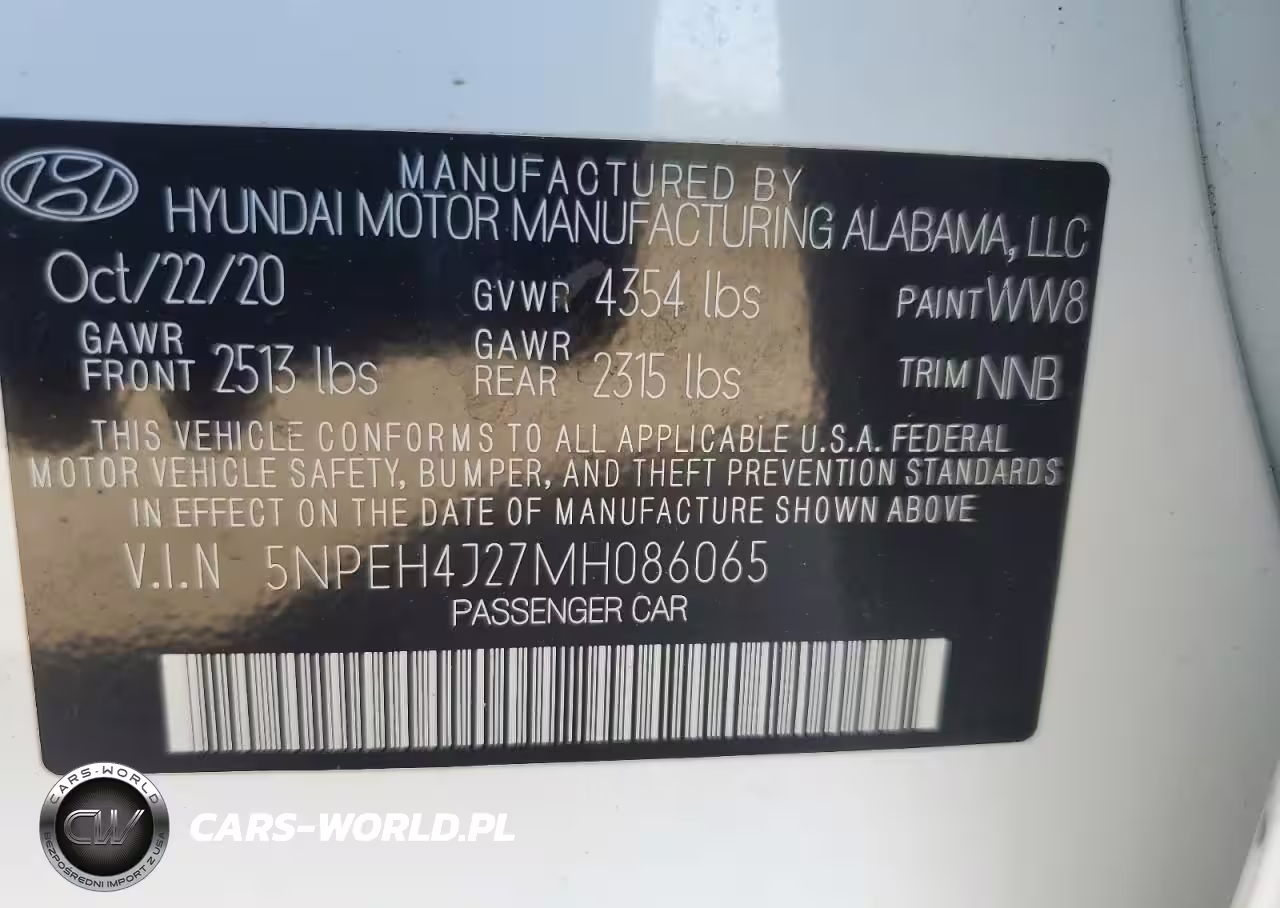 MANUFACTURED BY
HYUNDAI MOTOR MANUFACTURING ALABAMA, LLC
Oct/22/20 GVWR 4354 lbs PAINT WW8
GAWR FRONT 2513 lbs GAWR REAR 2315 lbs TRIM NNB
THIS VEHICLE CONFORMS TO ALL APPLICABLE U.S.A. FEDERAL
MOTOR VEHICLE SAFETY, BUMPER, AND THEFT PREVENTION STANDARDS
IN EFFECT ON THE DATE OF MANUFACTURE SHOWN ABOVE
V.I.N 5NPEH4J27MH086065
PASSENGER CAR
CARS-WORLD
CW
BEZPOŚREDNI IMPORT Z USA
CARS-WORLD.PL